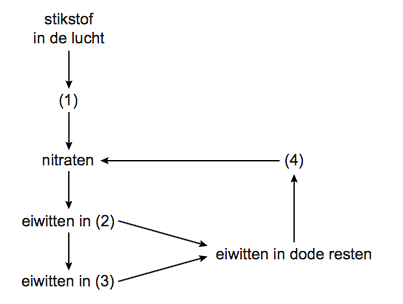 stikstof
in de lucht
(1)
nitraten
(4)
eiwitten in (2)
eiwitten in dode resten
eiwitten in (3)